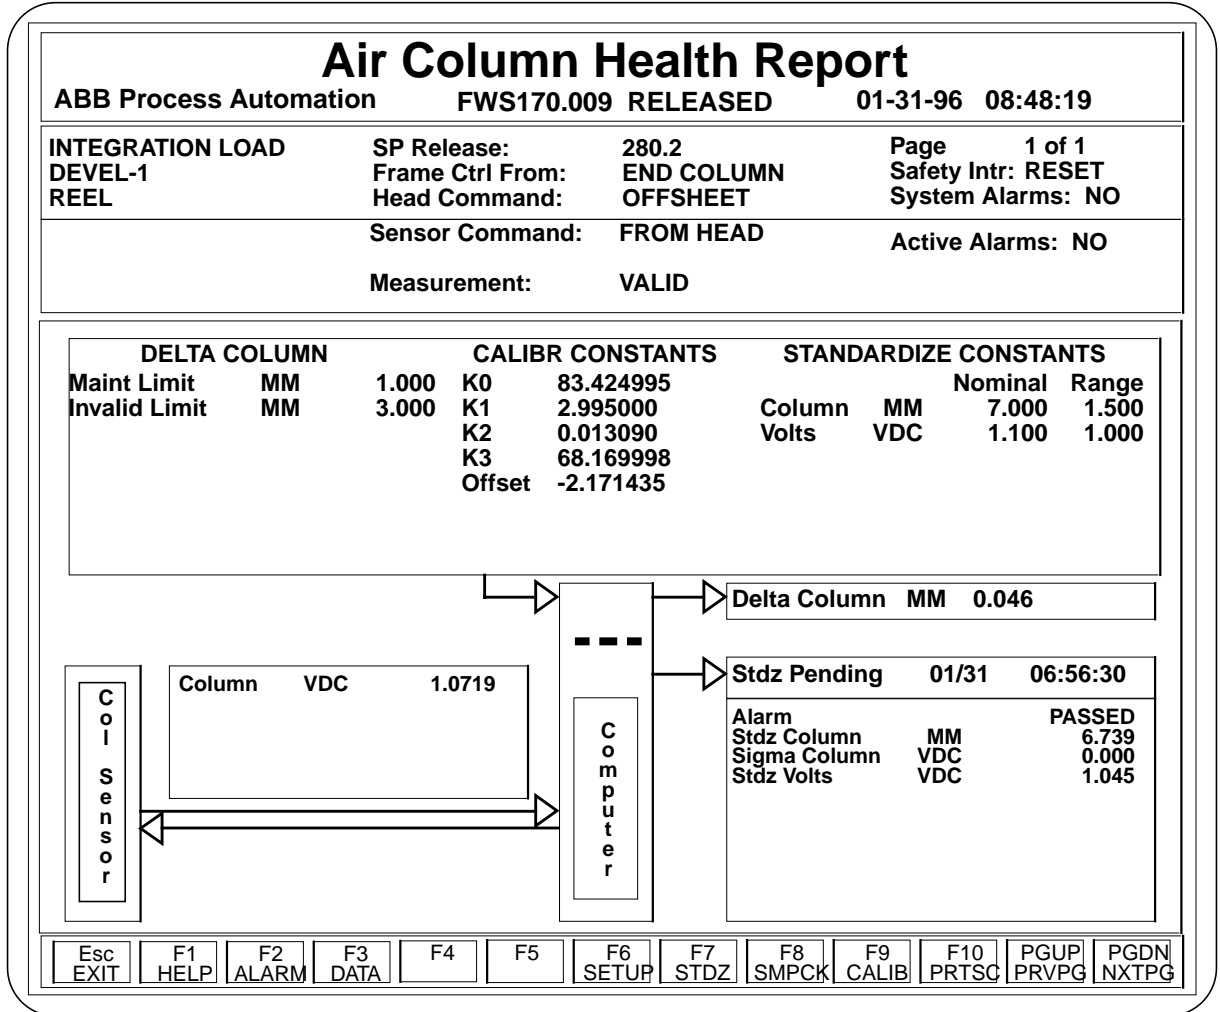 Air Column Health Report
ABB Process Automation FWS170.009 RELEASED 01-31-96 08:48:19
INTEGRATION LOAD SP Release: 280.2 Page 1 of 1
DEVEL-1 Frame Ctrl From: END COLUMN Safety Intr: RESET
REEL Head Command: OFFSHEET System Alarms: NO
Sensor Command: FROM HEAD Active Alarms: NO
Measurement: VALID
DELTA COLUMN CALIBR CONSTANTS STANDARDIZE CONSTANTS
Maint Limit MM 1.000 K0 83.424995 Nominal Range
Invalid Limit MM 3.000 K1 2.995000 Column MM 7.000 1.500
K2 0.013090 Volts VDC 1.100 1.000
K3 68.169998
Offset -2.171435
Delta Column MM 0.046
---
Stdz Pending 01/31 06:56:30
Column VDC 1.0719
Alarm PASSED
Stdz Column MM 6.739
Sigma Column VDC 0.000
Stdz Volts VDC 1.045
Col Sensor
Computer
Esc F1 F2 F3 F4 F5 F6 F7 F8 F9 F10 PGUP PGDN
EXIT HELP ALARM DATA SETUP STDZ SMPCK CALIB PRTSC PRVPG NXTPG